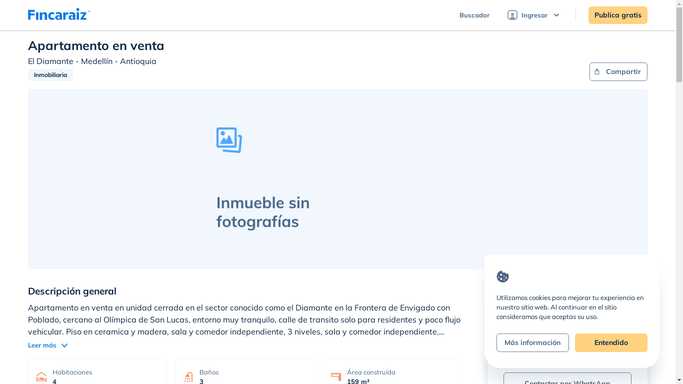 Fincaraiz
Buscador
Ingresar
Publica gratis
Apartamento en venta
El Diamante - Medellín - Antioquia
Inmobiliaria
Compartir
Inmueble sin
fotografías
Descripción general
Apartamento en venta en unidad cerrada en el sector conocido como el Diamante en la Frontera de Envigado con
Poblado, cercano al Olímpica de San Lucas, entorno muy tranquilo, calle de transito solo para residentes y poco flujo
vehicular. Piso en ceramica y madera, sala y comedor independiente, 3 niveles, sala y comedor independiente,...
Leer más
Habitaciones
4
Baños
3
Área construida
159 m²
Utilizamos cookies para mejorar tu experiencia en
nuestro sitio web. Al continuar en el sitio
consideramos que aceptas su uso.
Más información
Entendido
Contactar por WhatsApp